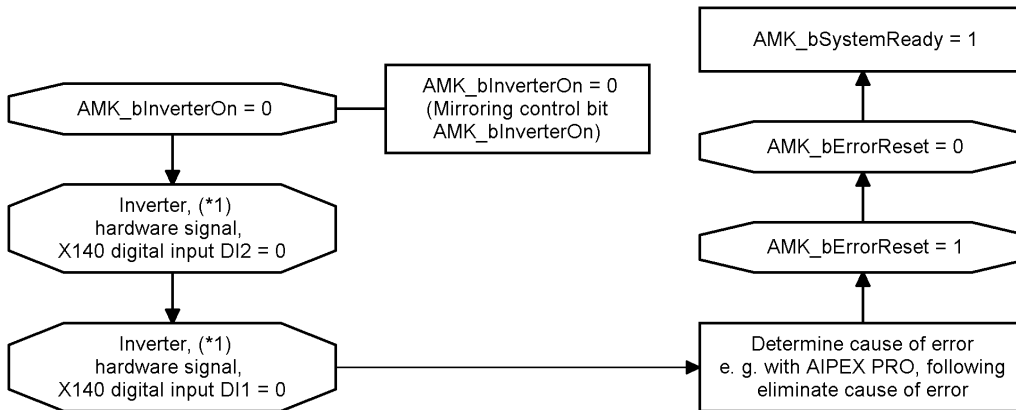 AMK_bInverterOn = 0
AMK_bInverterOn = 0
(Mirroring control bit
AMK_bInverterOn)
Inverter, (*1)
hardware signal,
X140 digital input DI2 = 0
Inverter, (*1)
hardware signal,
X140 digital input DI1 = 0
Determine cause of error
e. g. with AIPEX PRO, following
eliminate cause of error
AMK_bErrorReset = 1
AMK_bErrorReset = 0
AMK_bSystemReady = 1